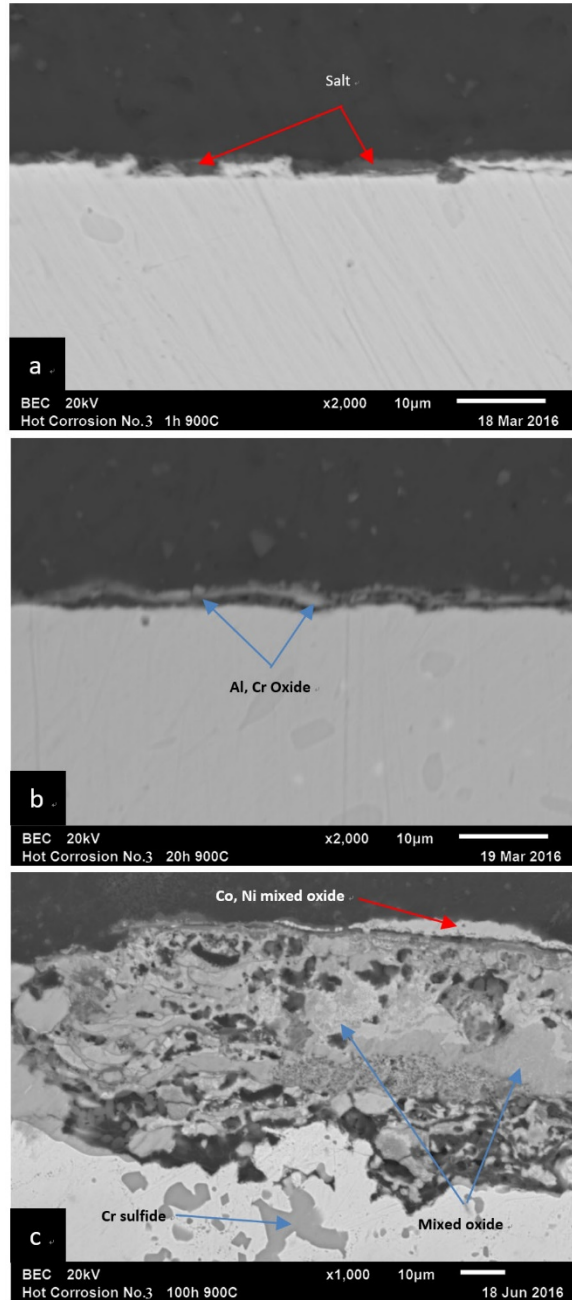 Salt
a
BEC 20kV x2,000 10µm
Hot Corrosion No.3 1h 900C 18 Mar 2016
Al, Cr Oxide
b
BEC 20kV x2,000 10µm
Hot Corrosion No.3 20h 900C 19 Mar 2016
Co, Ni mixed oxide
Cr sulfide
Mixed oxide
c
BEC 20kV x1,000 10µm
Hot Corrosion No.3 100h 900C 18 Jun 2016